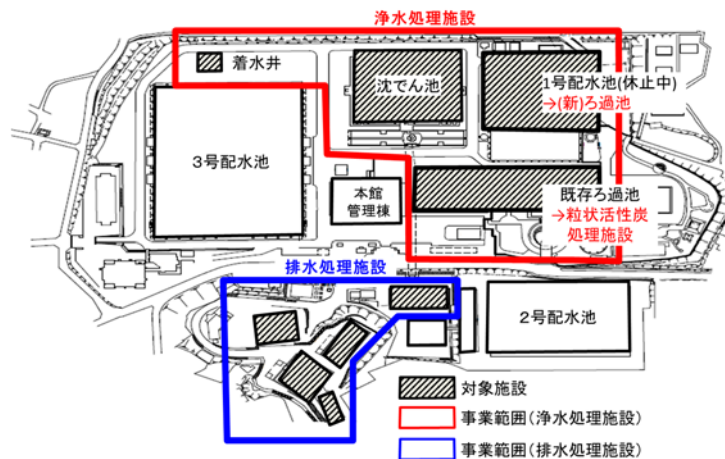 浄水処理施設
着水井
沈でん池
1号配水池(休止中)
→(新)ろ過池
3号配水池
本館
管理棟
既存ろ過池
→粒状活性炭
処理施設
排水処理施設
2号配水池
対象施設
事業範囲(浄水処理施設)
事業範囲(排水処理施設)